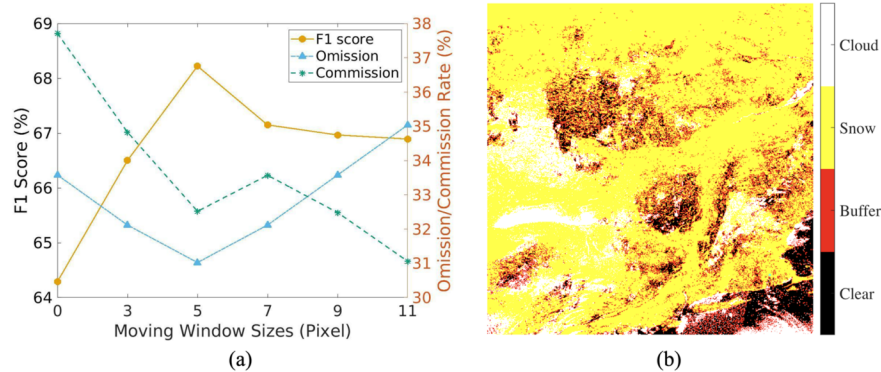 69
68
67
66
65
64
F1 Score (%)
38
37
36
35
34
33
32
31
30
Omission/Commission Rate (%)
F1 score
Omission
Commission
0 3 5 7 9 11
Moving Window Sizes (Pixel)
(a)
Cloud
Snow
Buffer
Clear
(b)